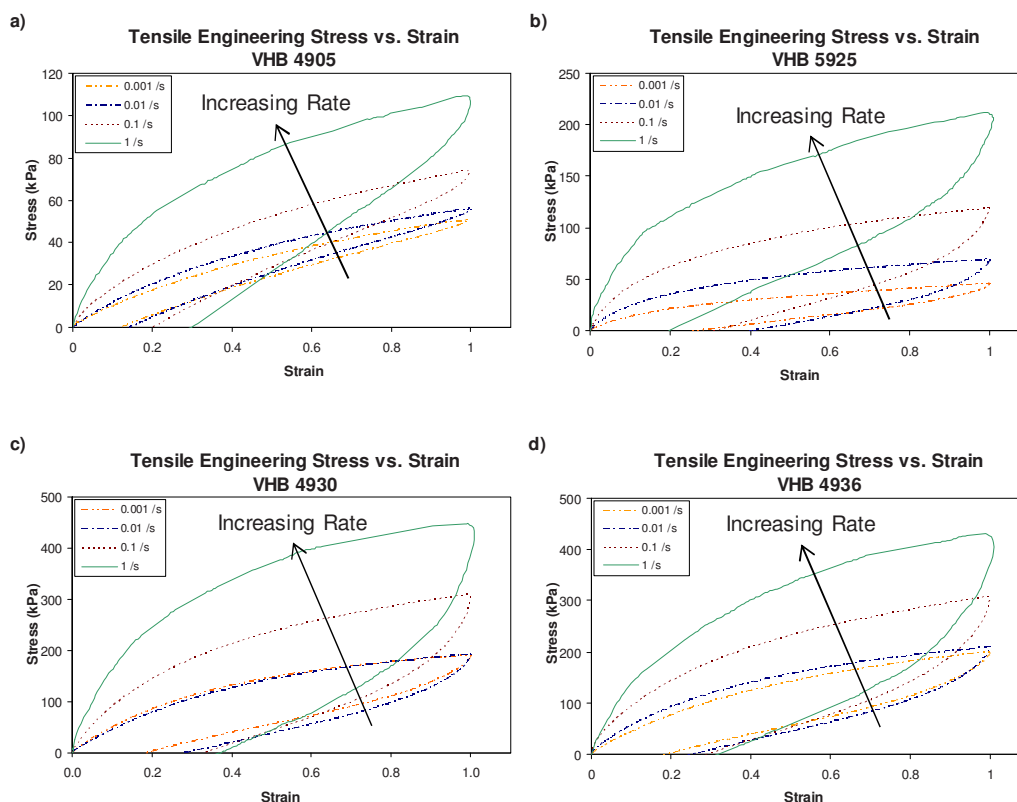 a)
Tensile Engineering Stress vs. Strain
VHB 4905
120
100
80
60
40
20
0
0.001 /s
0.01 /s
0.1 /s
1 /s
Increasing Rate
Stress (kPa)
0 0.2 0.4 0.6 0.8 1
Strain
b)
Tensile Engineering Stress vs. Strain
VHB 5925
250
200
150
100
50
0
0.001 /s
0.01 /s
0.1 /s
1 /s
Increasing Rate
Stress (kPa)
0 0.2 0.4 0.6 0.8 1
Strain
c)
Tensile Engineering Stress vs. Strain
VHB 4930
500
400
300
200
100
0
0.001 /s
0.01 /s
0.1 /s
1 /s
Increasing Rate
Stress (kPa)
0.0 0.2 0.4 0.6 0.8 1.0
Strain
d)
Tensile Engineering Stress vs. Strain
VHB 4936
500
400
300
200
100
0
0.001 /s
0.01 /s
0.1 /s
1 /s
Increasing Rate
Stress (kPa)
0 0.2 0.4 0.6 0.8 1
Strain